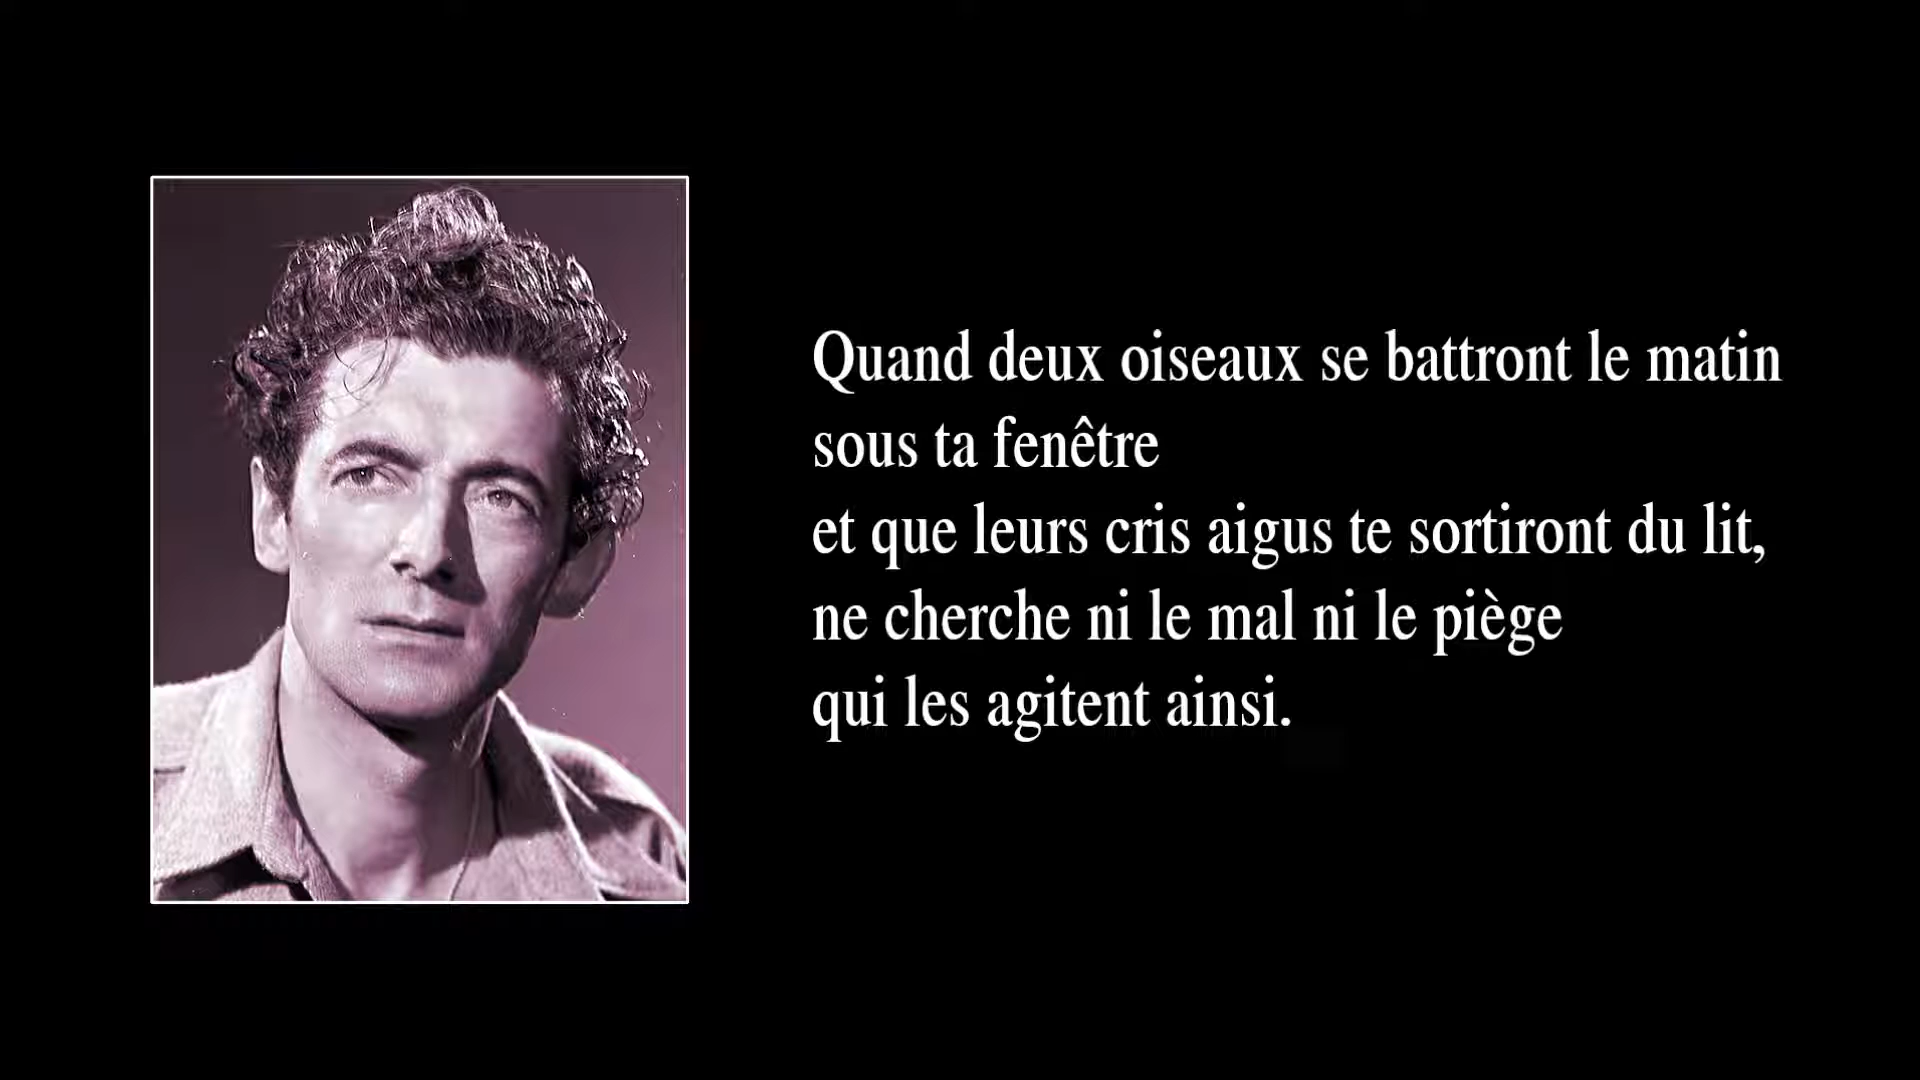 Quand deux oiseaux se battront le matin
sous ta fenêtre
et que leurs cris aigus te sortiront du lit,
ne cherche ni le mal ni le piège
qui les agitent ainsi.